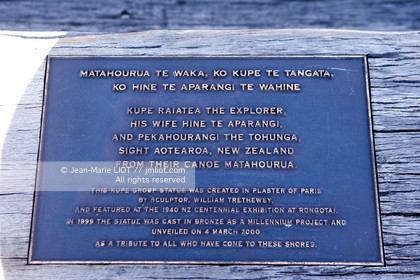 MATAHOURUA TE WAKA, KO KUPE TE TANGATA,
KO HINE TE APARANGI TE WAHINE
KUPE RAIATEA THE EXPLORER,
HIS WIFE HINE TE APARANGI,
AND PEKAHOURANGI THE TOHUNGA,
SIGHT AOTEAROA, NEW ZEALAND
FROM THEIR CANOE MATAHOURUA
© Jean-Marie LIOT // jmliot.com
THIS KUPE GROUP STATUE WAS CREATED IN PLASTER OF PARIS
BY SCULPTOR, WILLIAM TRETHEWEY,
AND FEATURED AT THE 1940 NZ CENTENNIAL EXHIBITION AT RONGOTAI.
IN 1999 THE STATUE WAS CAST IN BRONZE AS A MILLENNIUM PROJECT AND
UNVEILED ON 4 MARCH 2000.
AS A TRIBUTE TO ALL WHO HAVE COME TO THESE SHORES.